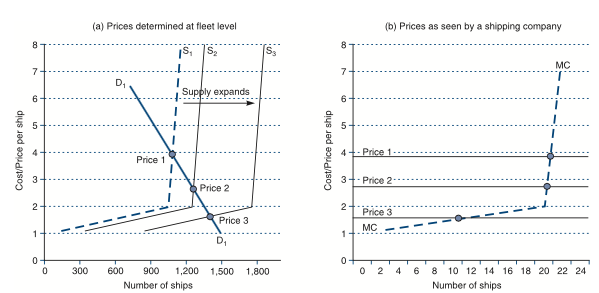 (a) Prices determined at fleet level
Cost/Price per ship
8
7
6
5
4
3
2
1
0
S1 S2 S3
D1
Supply expands
Price 1
Price 2
Price 3
D1
0 300 600 900 1,200 1,500 1,800
Number of ships
(b) Prices as seen by a shipping company
Cost/Price per ship
8
7
6
5
4
3
2
1
0
MC
Price 1
Price 2
Price 3
MC
0 2 4 6 8 10 12 14 16 18 20 22 24
Number of ships